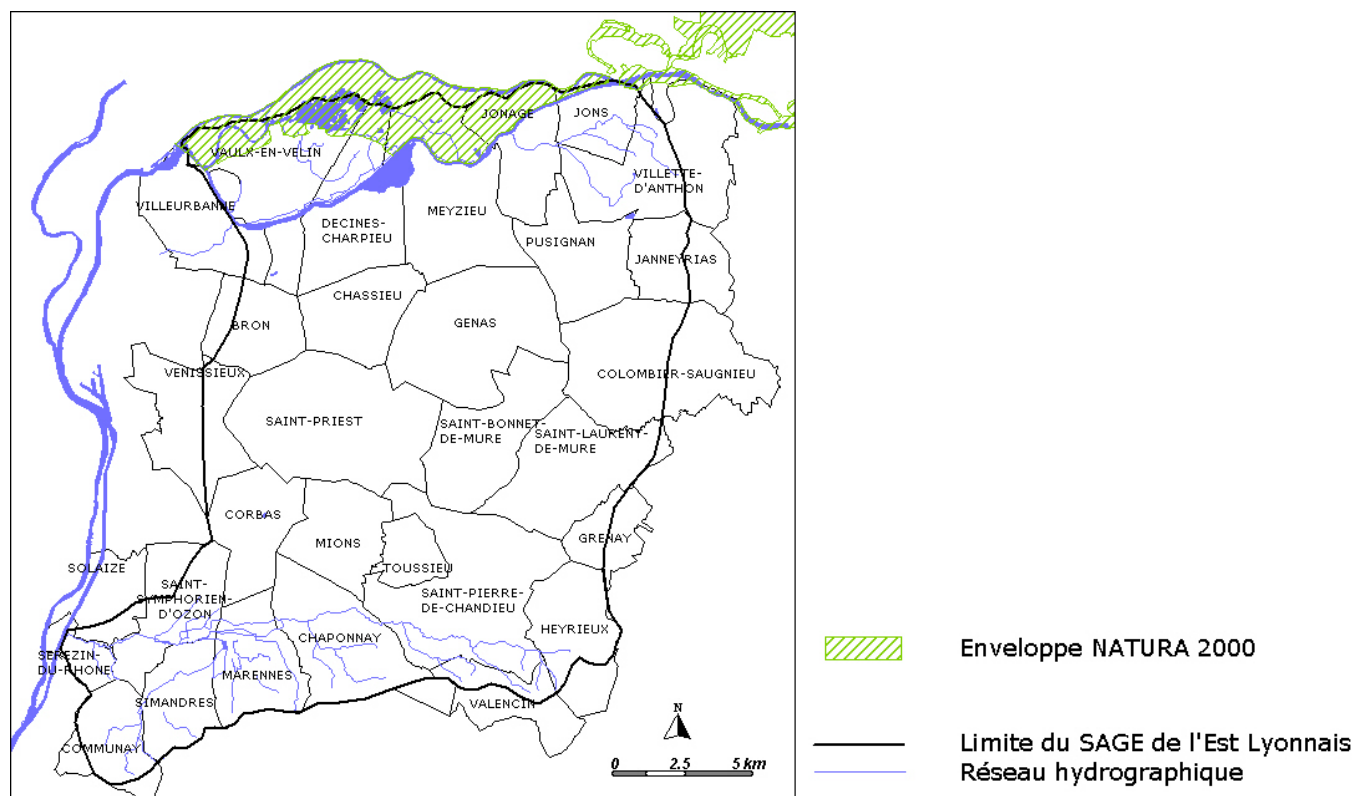 JONAGE
JONS
VAULX-EN-VELIN
VILLETTE-
D'ANTHON
VILLEURBANNE
MEYZIEU
DECINES-
CHARPIEU
PUSIGNAN
JANNEYRIAS
CHASSIEU
BRON
GENAS
VENISSIEUX
COLOMBIER-SAUGNIEU
SAINT-PRIEST
SAINT-BONNET-
DE-MURE
SAINT-LAURENT-
DE-MURE
CORBAS
MIONS
GRENAY
SOLAIZE
TOUSSIEU
SAINT-
SYMPHORIEN-
D'OZON
SAINT-PIERRE-
DE-CHANDIEU
HEYRIEUX
CHAPONNAY
SEREZIN-
DU-RHONE
MARENNES
SIMANDRES
VALENCIN
COMMUNAY
N
0 2.5 5 km
Enveloppe NATURA 2000
Limite du SAGE de l'Est Lyonnais
Réseau hydrographique